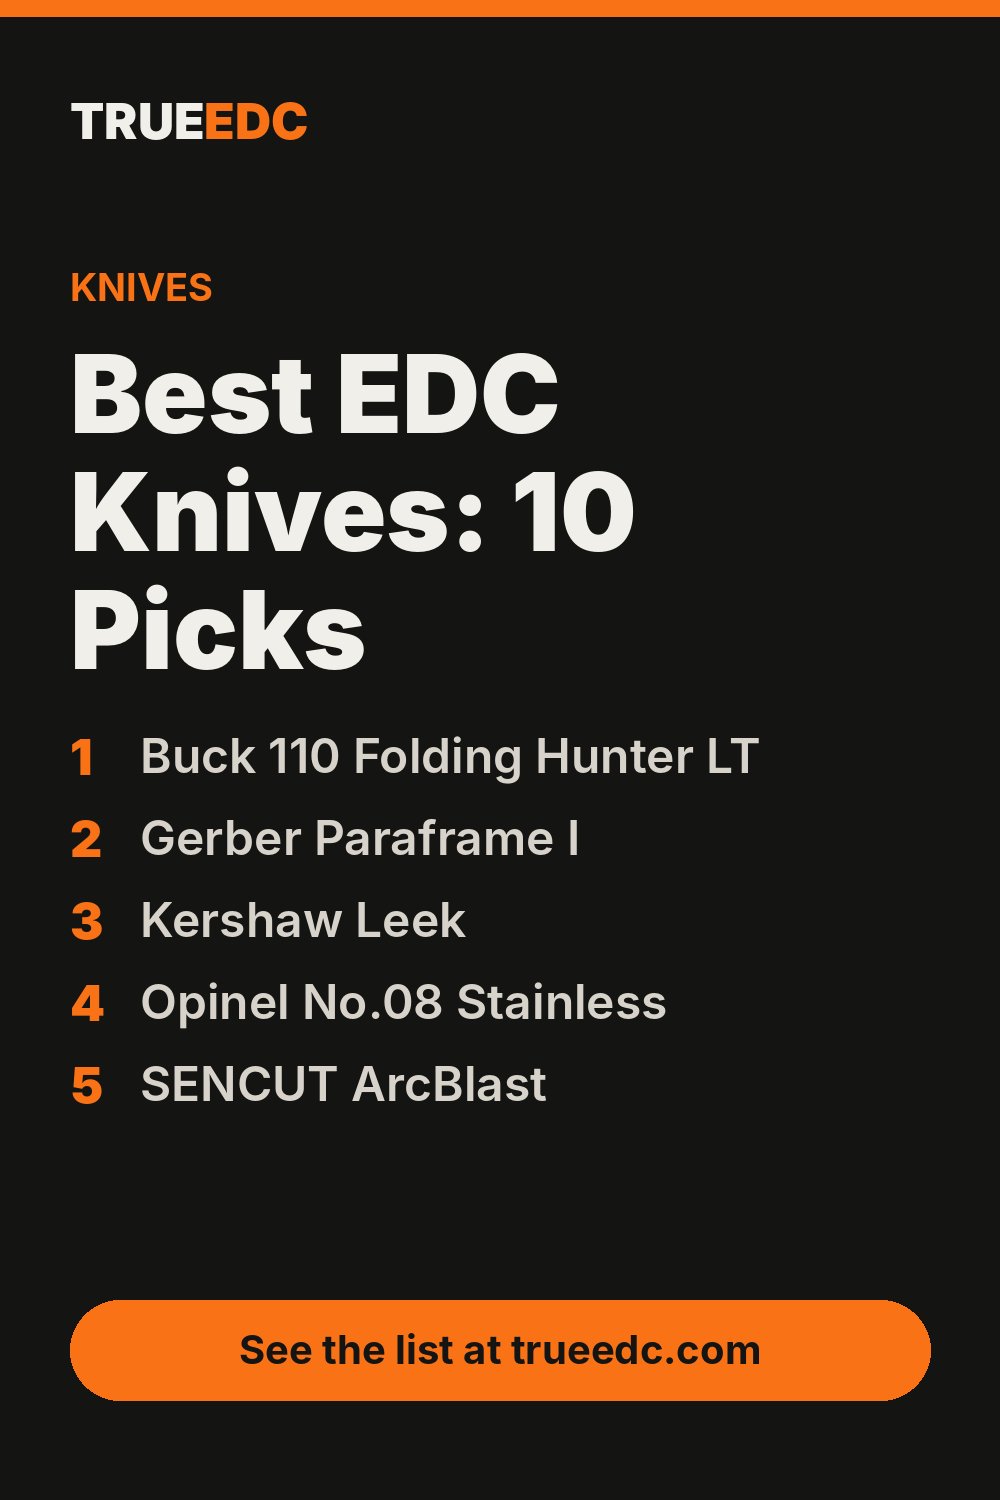 TRUEEDC
KNIVES
Best EDC
Knives: 10
Picks
1 Buck 110 Folding Hunter LT
2 Gerber Paraframe I
3 Kershaw Leek
4 Opinel No.08 Stainless
5 SENCUT ArcBlast
See the list at trueedc.com